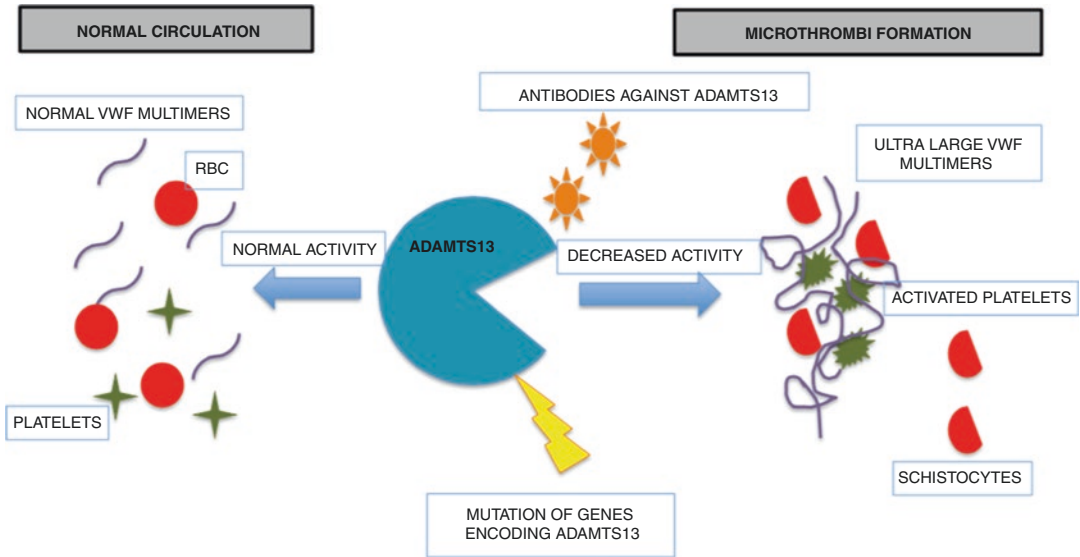 NORMAL CIRCULATION
MICROTHROMBI FORMATION
ANTIBODIES AGAINST ADAMTS13
NORMAL VWF MULTIMERS
RBC
ULTRA LARGE VWF
MULTIMERS
NORMAL ACTIVITY
ADAMTS13
DECREASED ACTIVITY
ACTIVATED PLATELETS
PLATELETS
SCHISTOCYTES
MUTATION OF GENES
ENCODING ADAMTS13